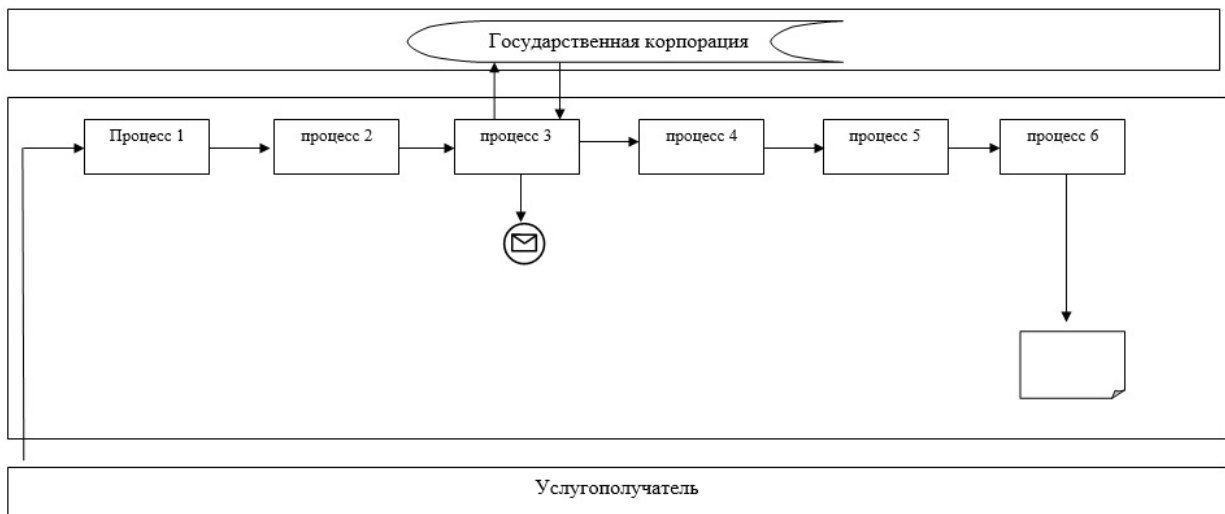 Государственная корпорация
Процесс 1
процесс 2
процесс 3
процесс 4
процесс 5
процесс 6
Услугополучатель